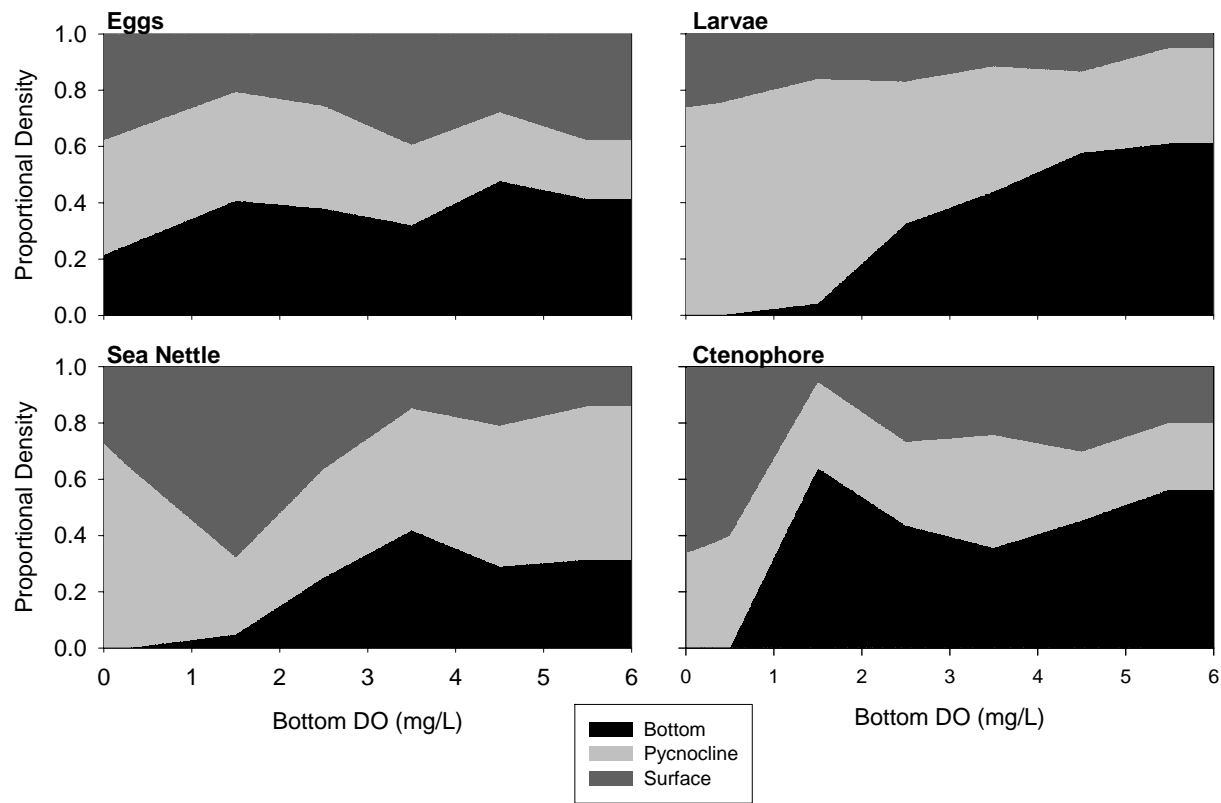 Eggs
Larvae
Proportional Density
1.0
0.8
0.6
0.4
0.2
0.0
Sea Nettle
Ctenophore
Proportional Density
1.0
0.8
0.6
0.4
0.2
0.0
0 1 2 3 4 5 6
0 1 2 3 4 5 6
Bottom DO (mg/L)
Bottom DO (mg/L)
Bottom
Pycnocline
Surface